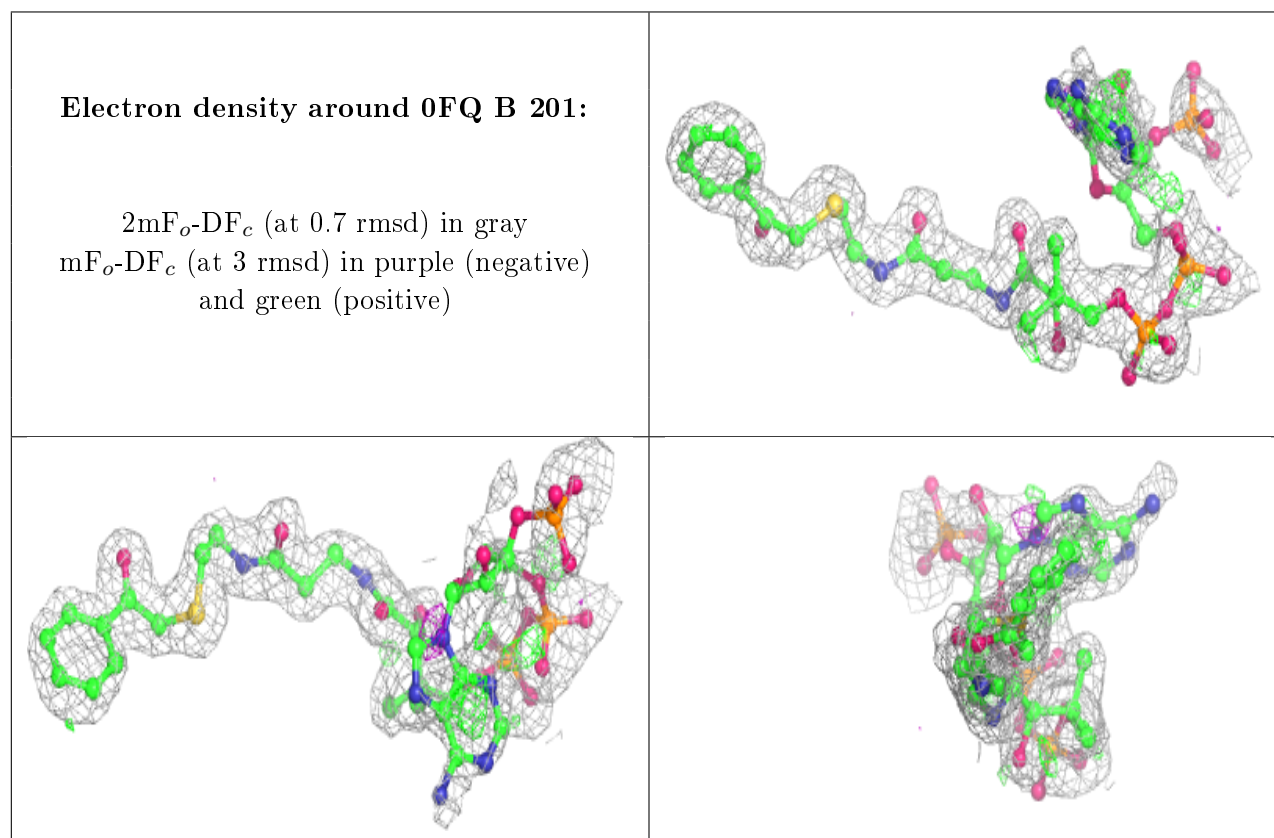 Electron density around 0FQ B 201:
2mFo-DFc (at 0.7 rmsd) in gray
mFo-DFc (at 3 rmsd) in purple (negative)
and green (positive)